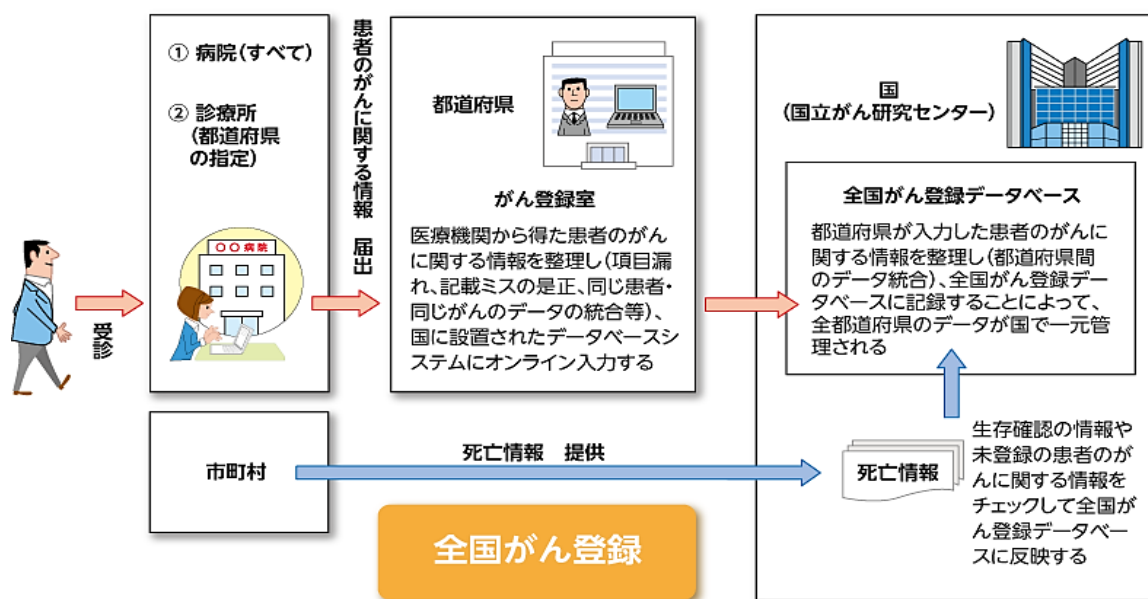 受診
① 病院(すべて)
② 診療所
(都道府県
の指定)
〇〇病院
患者のがんに関する情報 届出
都道府県
がん登録室
医療機関から得た患者のがん
に関する情報を整理し(項目漏
れ、記載ミスの是正、同じ患者・
同じがんのデータの統合等)、
国に設置されたデータベースシ
ステムにオンライン入力する
国
(国立がん研究センター)
全国がん登録データベース
都道府県が入力した患者のがんに
関する情報を整理し(都道府県間
のデータ統合)、全国がん登録デー
タベースに記録することによって、
全都道府県のデータが国で一元管
理される
市町村
死亡情報 提供
死亡情報
生存確認の情報や
未登録の患者のが
んに関する情報を
チェックして全国が
ん登録データベー
スに反映する
全国がん登録